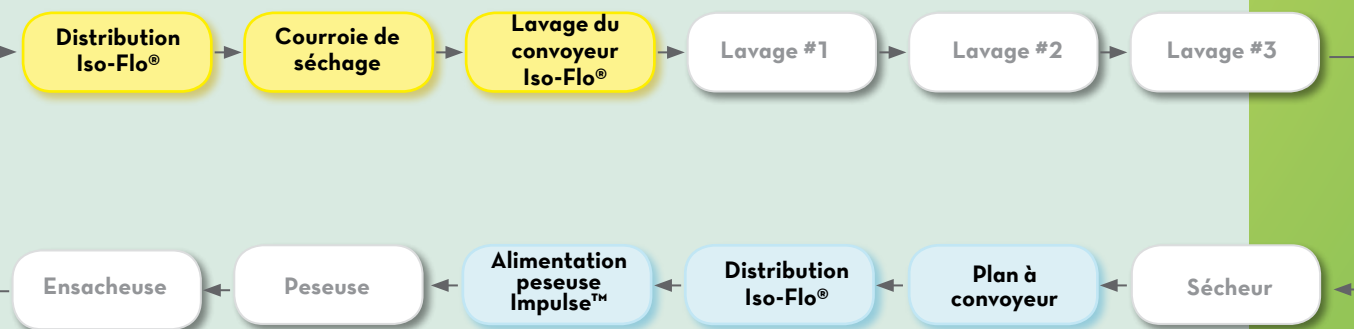 Distribution
Iso-Flo®
Courroie de
séchage
Lavage du
convoyeur
Iso-Flo®
Lavage #1
Lavage #2
Lavage #3
Ensacheuse
Peseuse
Alimentation
peseuse
Impulse™
Distribution
Iso-Flo®
Plan à
convoyeur
Sécheur